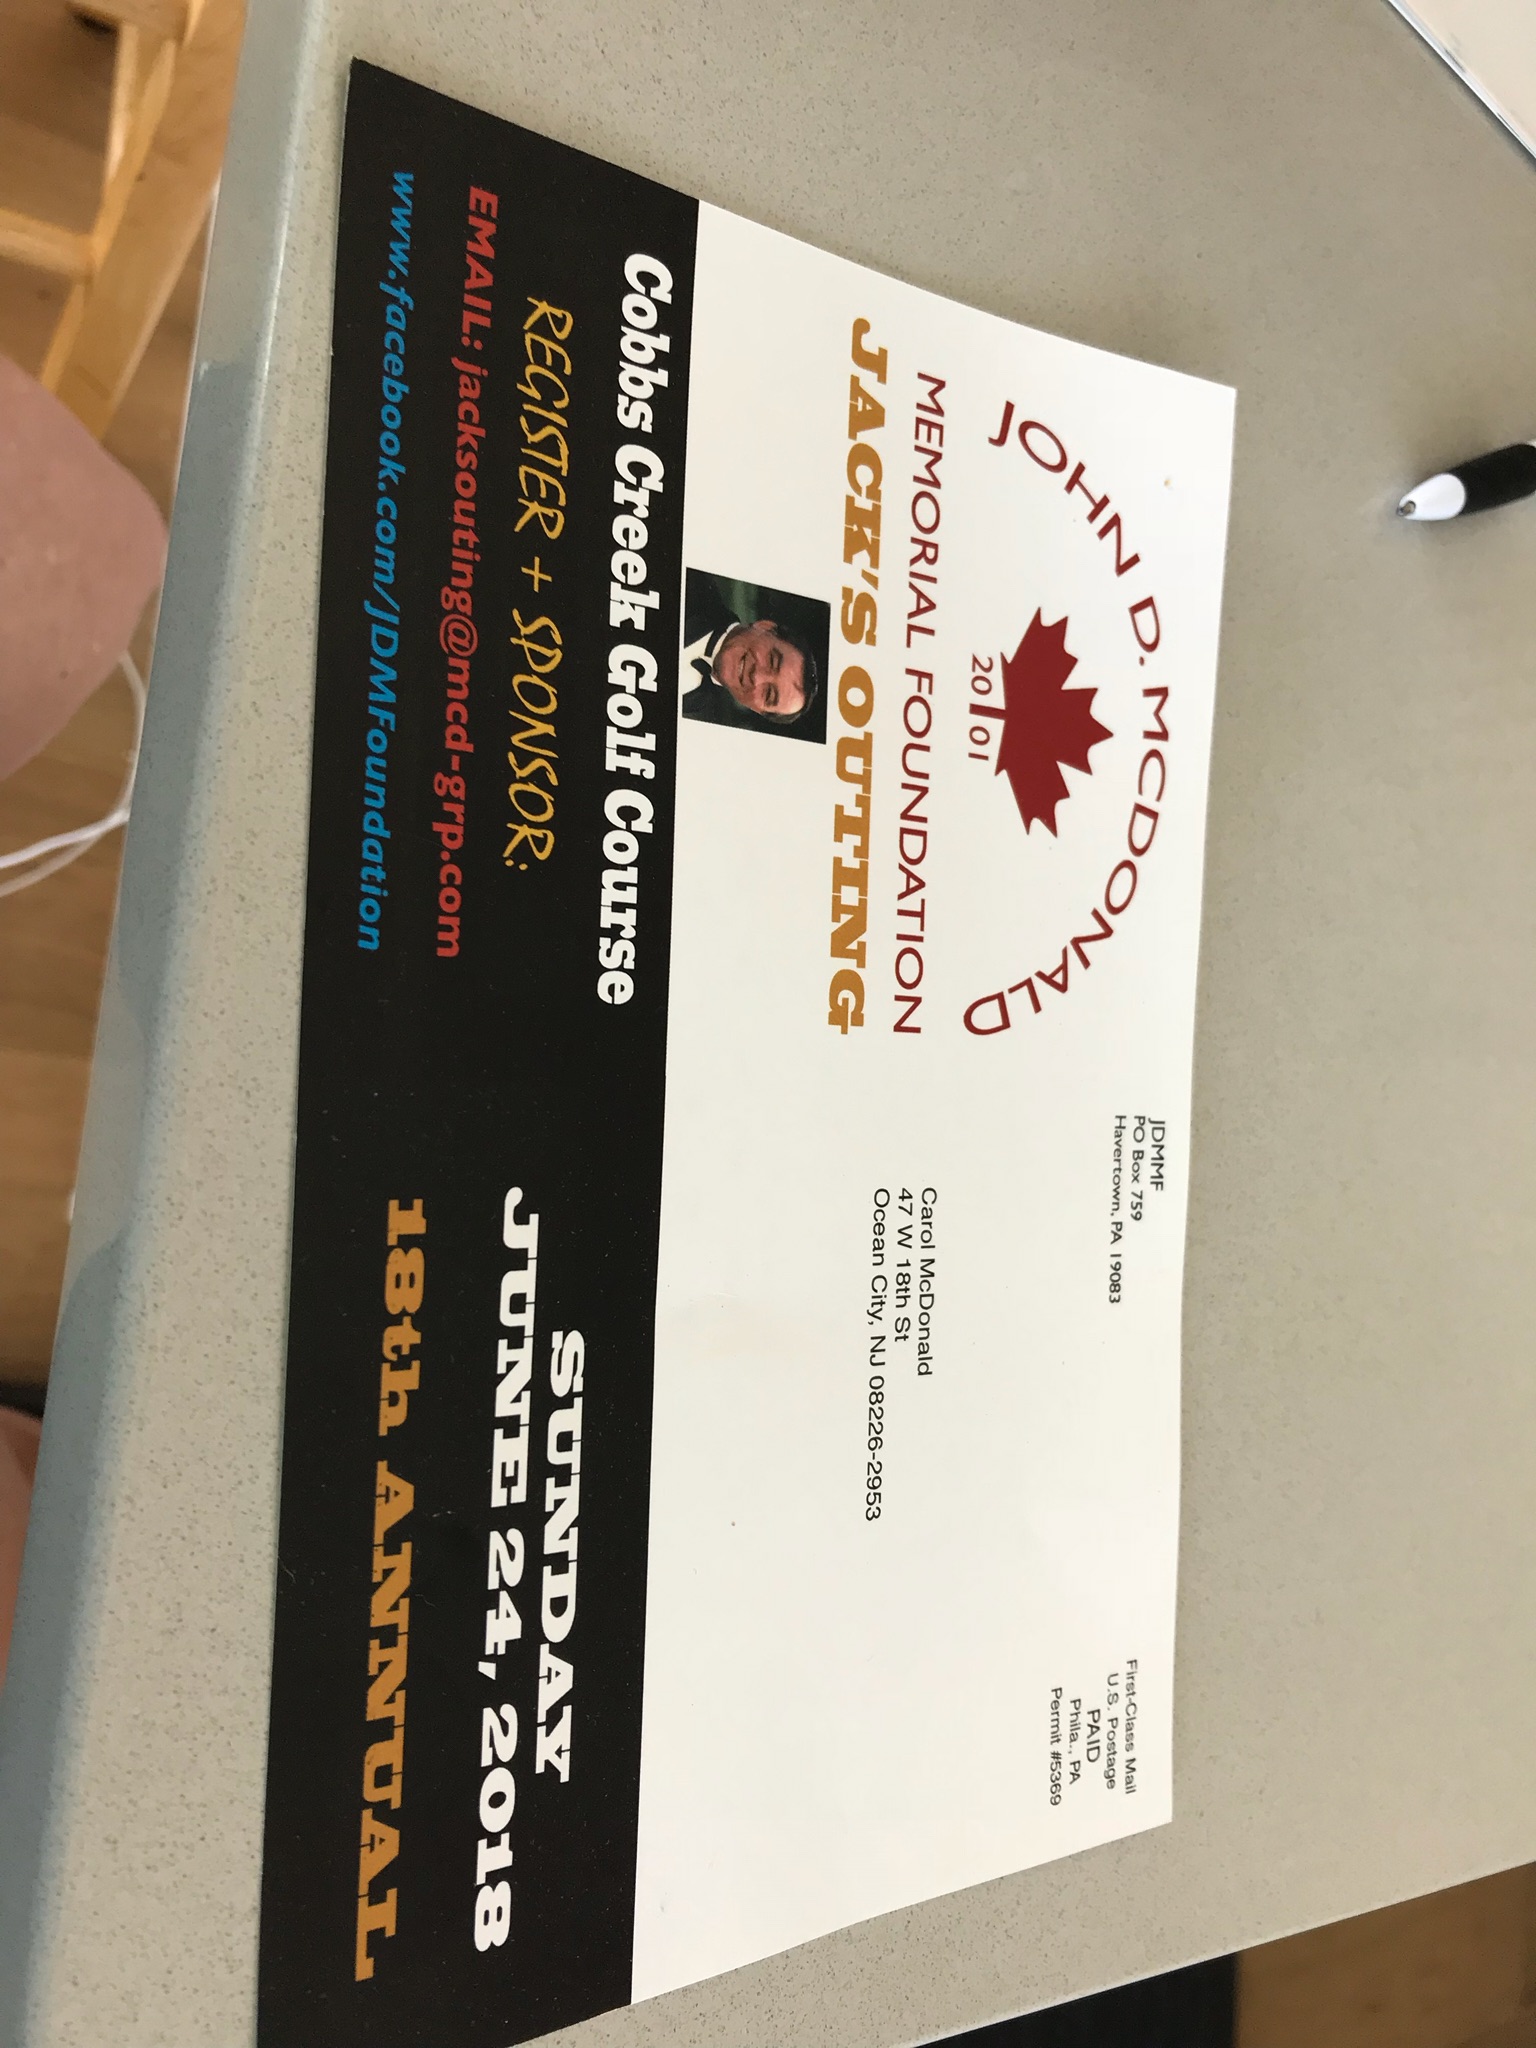 JOHN D. MCDONALD
2001
MEMORIAL FOUNDATION
JACK'S OUTING
JDMMF
PO Box 759
Havertown, PA 19083
First-Class Mail
U.S. Postage
PAID
Phila., PA
Permit #5369
Carol McDonald
47 W 18th St
Ocean City, NJ 08226-2953
Cobbs Creek Golf Course
REGISTER + SPONSOR:
EMAIL: jacksouting@mcd-grp.com
www.facebook.com/JDMFoundation
SUNDAY
JUNE 24, 2018
18th ANNUAL